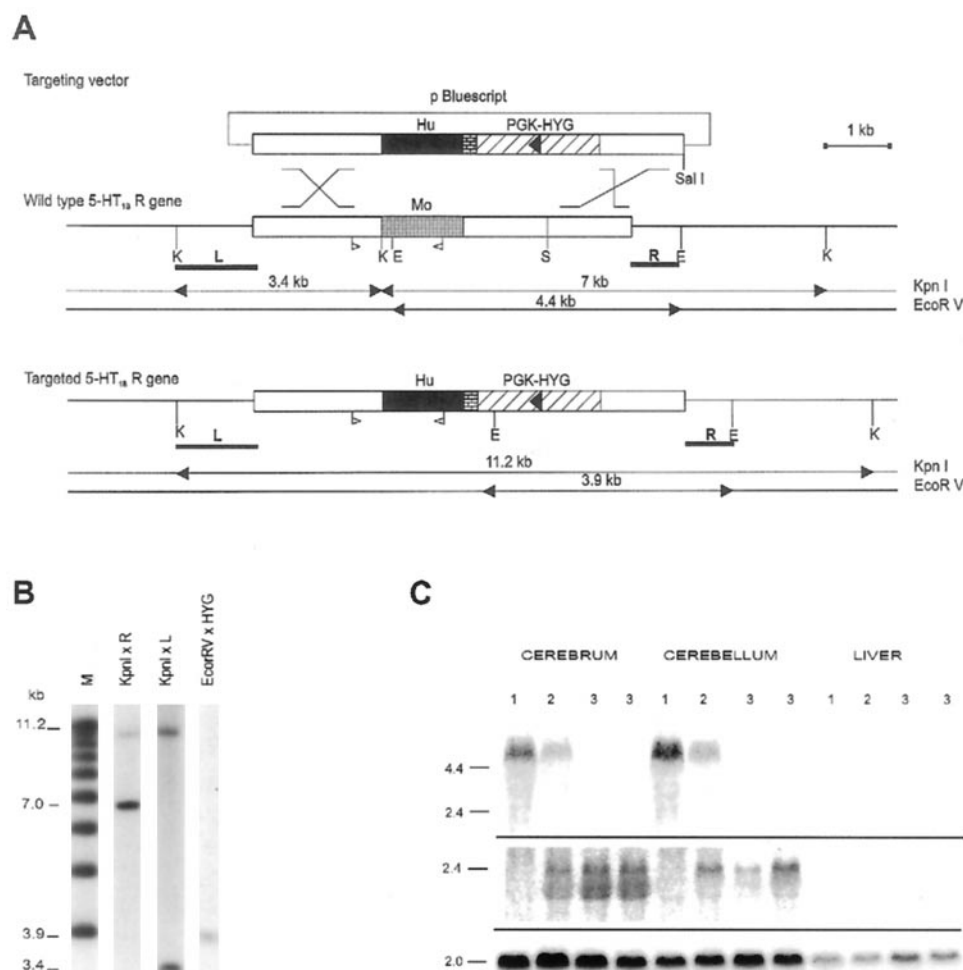 A
Targeting vector
p Bluescript
Hu PGK-HYG
1 kb
Sal I
Wild type 5-HT1B R gene
Mo
K L K E S R E K
3.4 kb 7 kb Kpn I
4.4 kb EcoR V
Targeted 5-HT1B R gene
Hu PGK-HYG
K L E R E K
11.2 kb Kpn I
3.9 kb EcoR V
B
kb M KpnI x R KpnI x L EcorRV x HYG
11.2
7.0
3.9
3.4
C
CEREBRUM CEREBELLUM LIVER
1 2 3 3 1 2 3 3 1 2 3 3
4.4
2.4
2.4
2.0